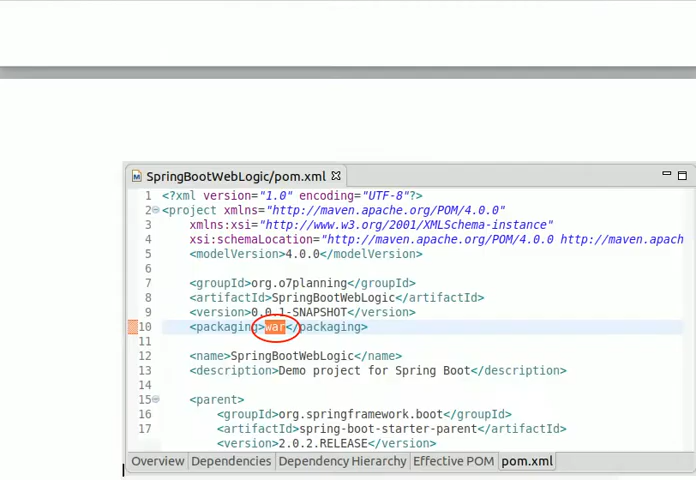 SpringBootWebLogic/pom.xml
1 <?xml version="1.0" encoding="UTF-8"?>
2 <project xmlns="http://maven.apache.org/POM/4.0.0"
3 xmlns:xsi="http://www.w3.org/2001/XMLSchema-instance"
4 xsi:schemaLocation="http://maven.apache.org/POM/4.0.0 http://maven.apach
5 <modelVersion>4.0.0</modelVersion>
6
7 <groupId>org.o7planning</groupId>
8 <artifactId>SpringBootWebLogic</artifactId>
9 <version>0.0.1-SNAPSHOT</version>
10 <packaging>war</packaging>
11
12 <name>SpringBootWebLogic</name>
13 <description>Demo project for Spring Boot</description>
14
15 <parent>
16 <groupId>org.springframework.boot</groupId>
17 <artifactId>spring-boot-starter-parent</artifactId>
<version>2.0.2.RELEASE</version>
Overview Dependencies Dependency Hierarchy Effective POM pom.xml